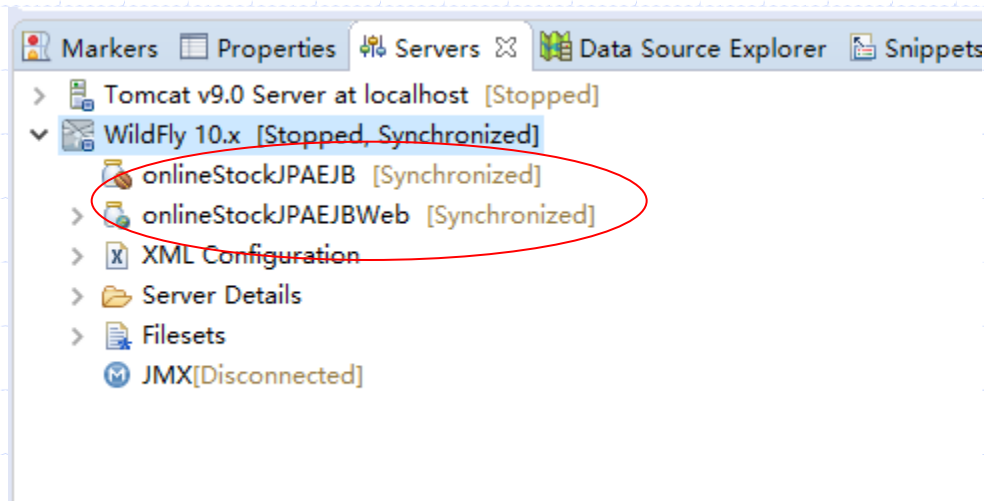 Markers Properties Servers Data Source Explorer Snippets
Tomcat v9.0 Server at localhost [Stopped]
WildFly 10.x [Stopped, Synchronized]
onlineStockJPAEJB [Synchronized]
onlineStockJPAEJBWeb [Synchronized]
XML Configuration
Server Details
Filesets
JMX[Disconnected]